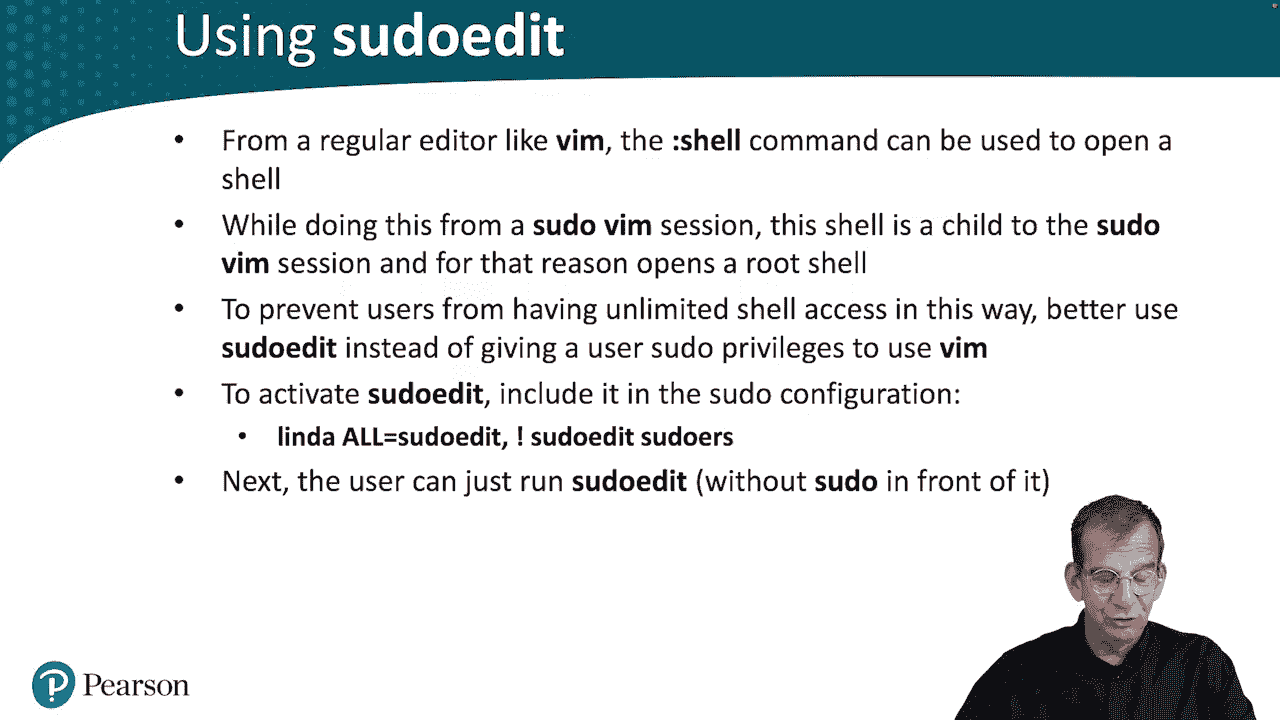 Using sudoedit
• From a regular editor like vim, the :shell command can be used to open a
shell
• While doing this from a sudo vim session, this shell is a child to the sudo
vim session and for that reason opens a root shell
• To prevent users from having unlimited shell access in this way, better use
sudoedit instead of giving a user sudo privileges to use vim
• To activate sudoedit, include it in the sudo configuration:
• linda ALL=sudoedit, ! sudoedit sudoers
• Next, the user can just run sudoedit (without sudo in front of it)
Pearson